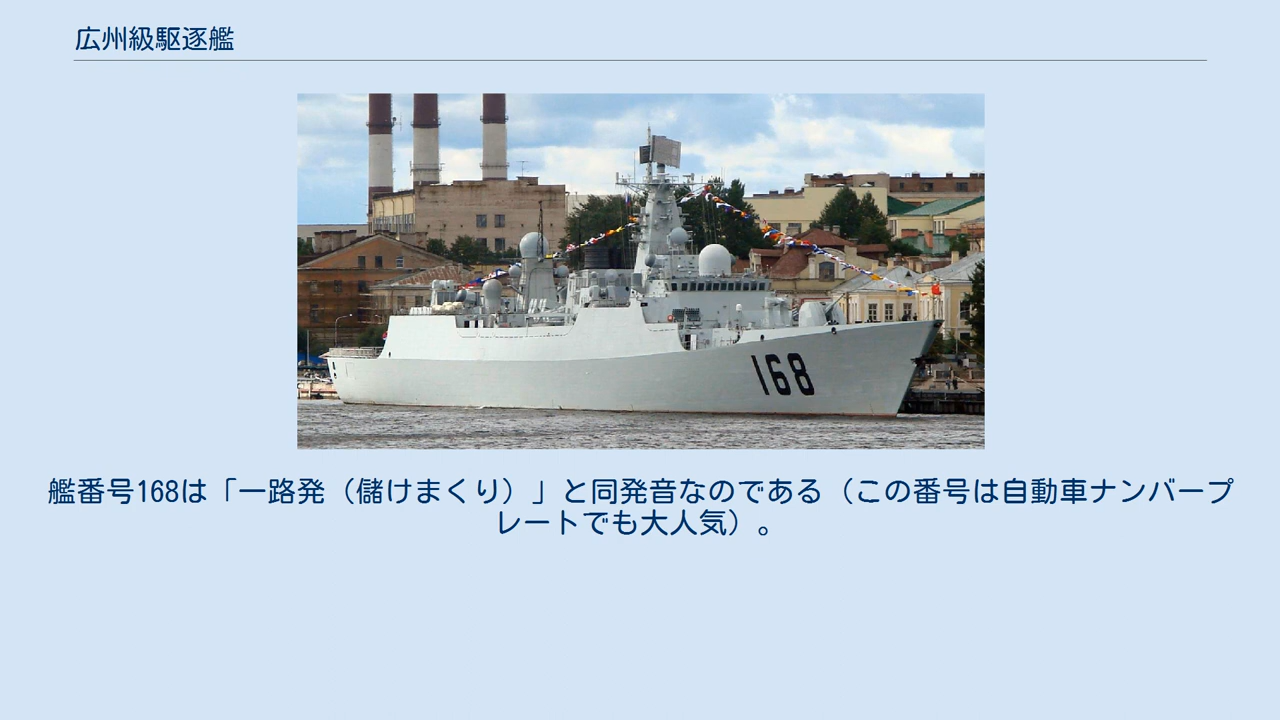 広州級駆逐艦
168
艦番号168は「一路発（儲けまくり）」と同発音なのである（この番号は自動車ナンバープ
レートでも大人気）。